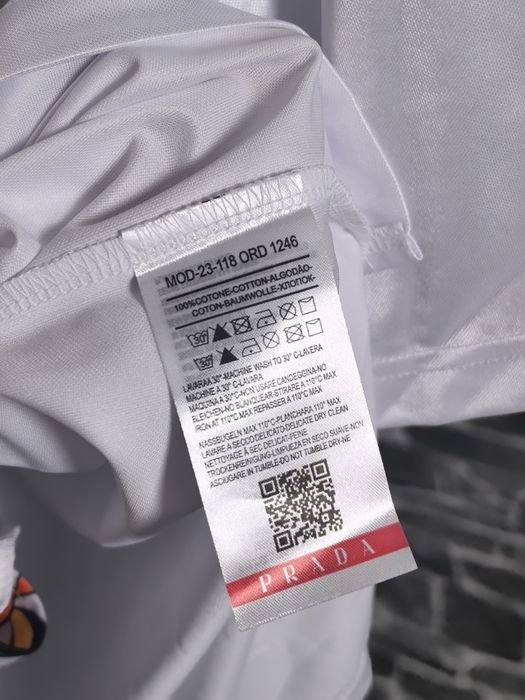 MOD-23-118 ORD 1246
100%COTONE-COTTON-ALGODÃO-
COTON-BAUMWOLLE-ХЛОПОК-
30°
30°
LAVARAA 30°-MACHINE WASH TO 30° C-LAVERA
MACHINE A 30° C-LAVARA
MAQUINA A 30°C-NON USARE CANDEGGINA-NO
BLEICHEN-NO BLANQUEAR-STIRARE A 110°C MAX
IRON AT 110°C MAX REPASSER A 110°C MAX
NASSBUGELN MAX 110°C-PLANCHARA 110° MAX
LAVARE A SECCO DELICATO-DELICATE DRY CLEAN
NETTOYAGE À SEC DELICAT-FEINE
TROCKENREINIGUNG-LIMPIEZA EN SECO SUAVE-NON
ASCIUGARE IN TUMBLE-DO NOT TUMBLE DRY-NE
PRADA